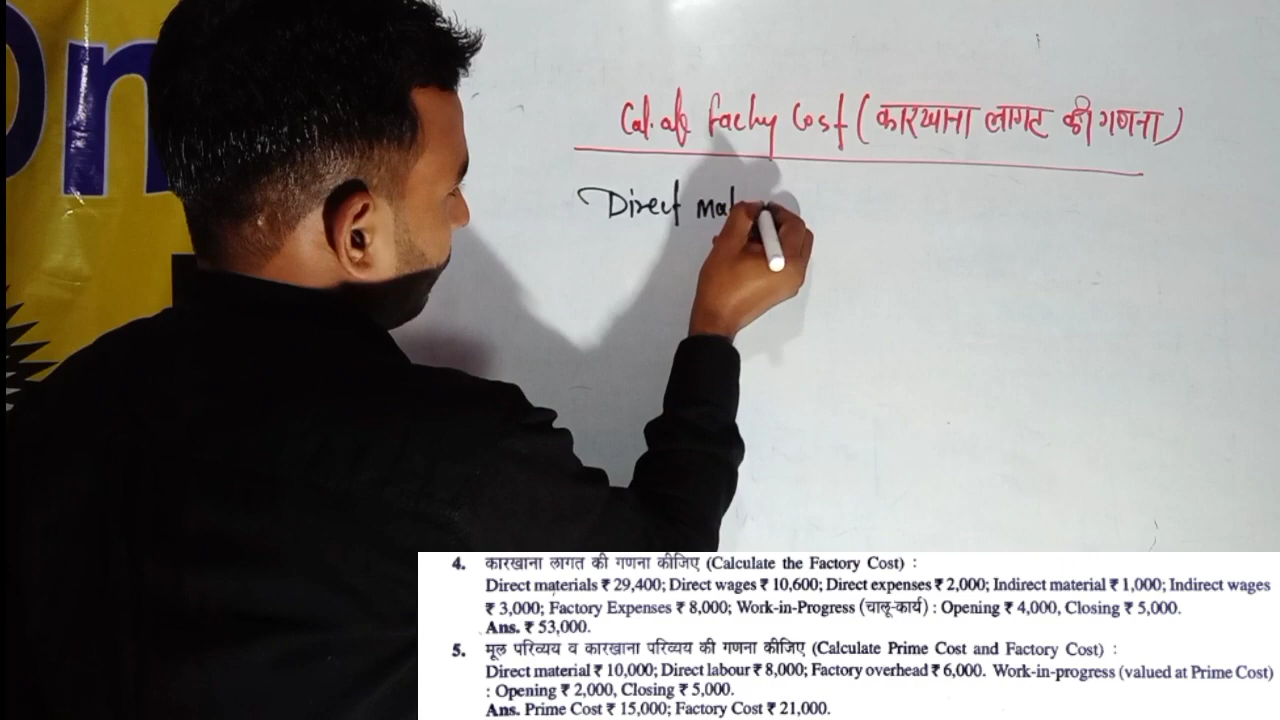 on
Cal. of Factory Cost (कारखाना लागत की गणना)
Direct Mat
4. कारखाना लागत की गणना कीजिए (Calculate the Factory Cost) :
Direct materials ₹ 29,400; Direct wages ₹ 10,600; Direct expenses ₹ 2,000; Indirect material ₹ 1,000; Indirect wages
₹ 3,000; Factory Expenses ₹ 8,000; Work-in-Progress (चालू-कार्य) : Opening ₹ 4,000, Closing ₹ 5,000.
Ans. ₹ 53,000.
5. मूल परिव्यय व कारखाना परिव्यय की गणना कीजिए (Calculate Prime Cost and Factory Cost) :
Direct material ₹ 10,000; Direct labour ₹ 8,000; Factory overhead ₹ 6,000. Work-in-progress (valued at Prime Cost)
: Opening ₹ 2,000, Closing ₹ 5,000.
Ans. Prime Cost ₹ 15,000; Factory Cost ₹ 21,000.